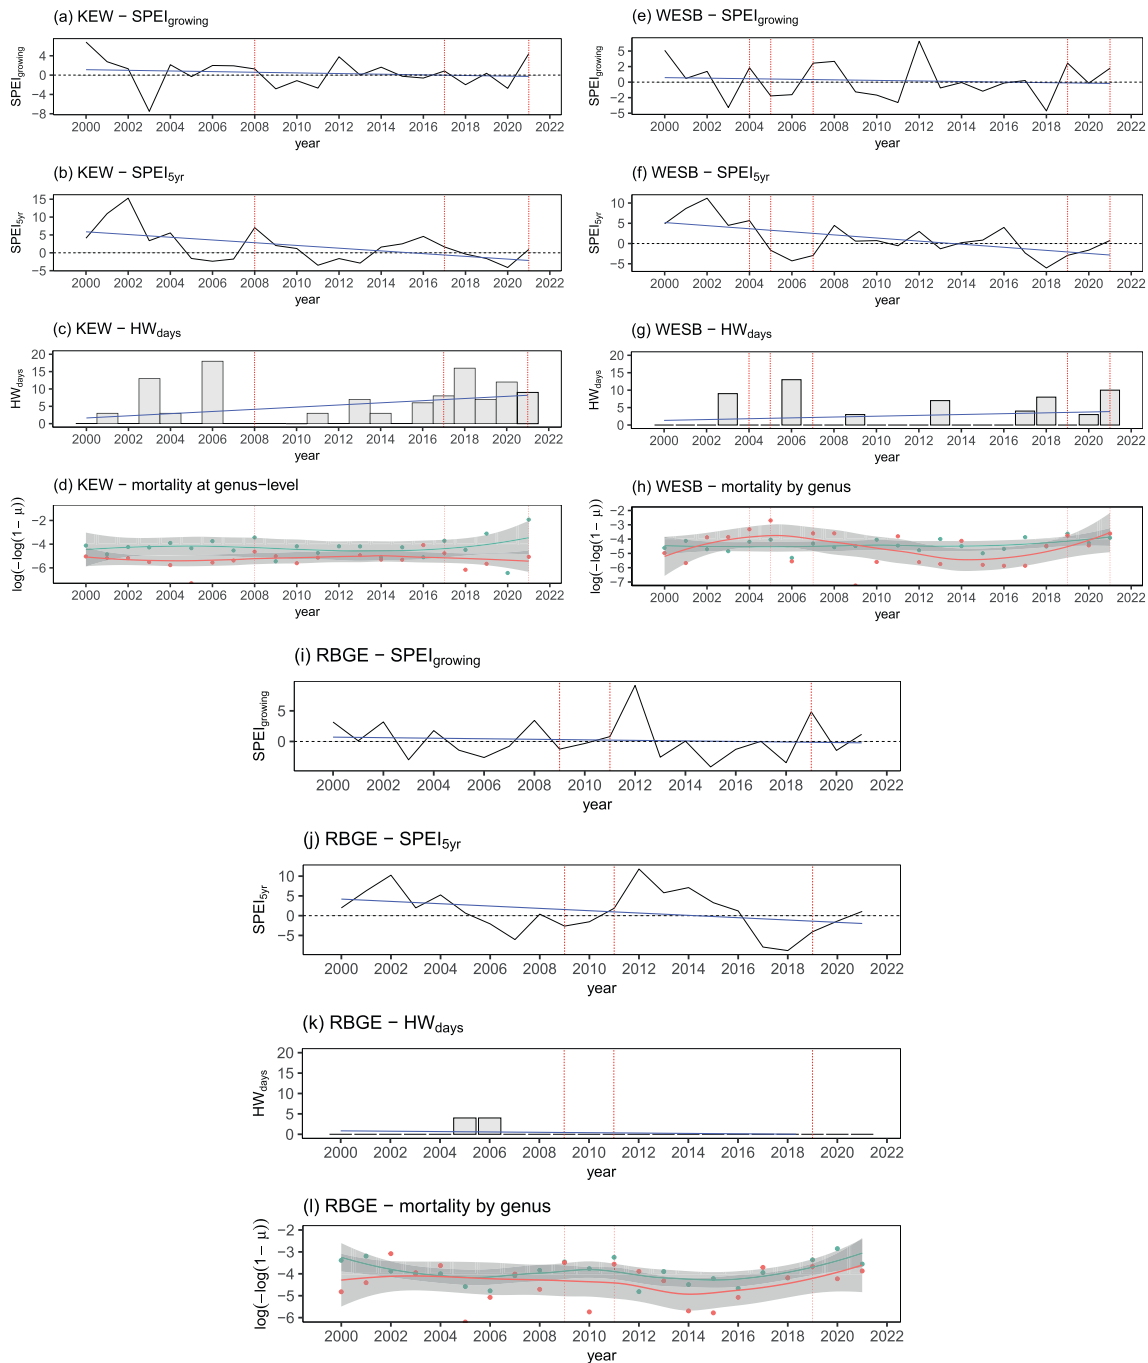 (a) KEW − SPEIgrowing
SPEIgrowing
4
0
−4
−8
2000 2002 2004 2006 2008 2010 2012 2014 2016 2018 2020 2022
year
(b) KEW − SPEI5yr
SPEI5yr
15
10
5
0
−5
2000 2002 2004 2006 2008 2010 2012 2014 2016 2018 2020 2022
year
(c) KEW − HWdays
HWdays
20
15
10
5
0
2000 2002 2004 2006 2008 2010 2012 2014 2016 2018 2020 2022
year
(d) KEW − mortality at genus−level
log(−log(1− μ))
−2
−4
−6
2000 2002 2004 2006 2008 2010 2012 2014 2016 2018 2020 2022
year
(e) WESB − SPEIgrowing
SPEIgrowing
5
2
0
−2
−5
2000 2002 2004 2006 2008 2010 2012 2014 2016 2018 2020 2022
year
(f) WESB − SPEI5yr
SPEI5yr
10
5
0
−5
2000 2002 2004 2006 2008 2010 2012 2014 2016 2018 2020 2022
year
(g) WESB − HWdays
HWdays
20
15
10
5
0
2000 2002 2004 2006 2008 2010 2012 2014 2016 2018 2020 2022
year
(h) WESB − mortality by genus
log(−log(1− μ))
−2
−3
−4
−5
−6
−7
2000 2002 2004 2006 2008 2010 2012 2014 2016 2018 2020 2022
year
(i) RBGE − SPEIgrowing
SPEIgrowing
5
0
2000 2002 2004 2006 2008 2010 2012 2014 2016 2018 2020 2022
year
(j) RBGE − SPEI5yr
SPEI5yr
10
5
0
−5
2000 2002 2004 2006 2008 2010 2012 2014 2016 2018 2020 2022
year
(k) RBGE − HWdays
HWdays
20
15
10
5
0
2000 2002 2004 2006 2008 2010 2012 2014 2016 2018 2020 2022
year
(l) RBGE − mortality by genus
log(−log(1− μ))
−2
−3
−4
−5
−6
2000 2002 2004 2006 2008 2010 2012 2014 2016 2018 2020 2022
year